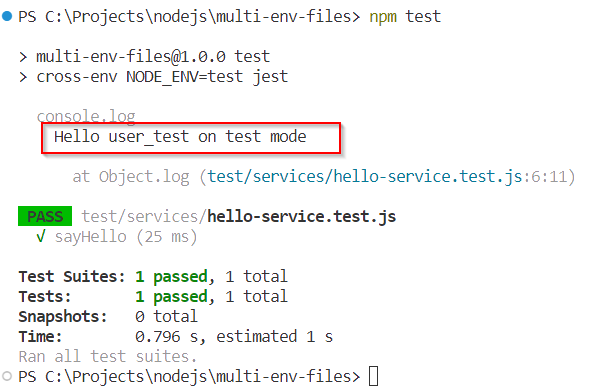 PS C:\Projects\nodejs\multi-env-files> npm test
> multi-env-files@1.0.0 test
> cross-env NODE_ENV=test jest
console.log
Hello user_test on test mode
at Object.log (test/services/hello-service.test.js:6:11)
PASS test/services/hello-service.test.js
√ sayHello (25 ms)
Test Suites: 1 passed, 1 total
Tests: 1 passed, 1 total
Snapshots: 0 total
Time: 0.796 s, estimated 1 s
Ran all test suites.
PS C:\Projects\nodejs\multi-env-files>